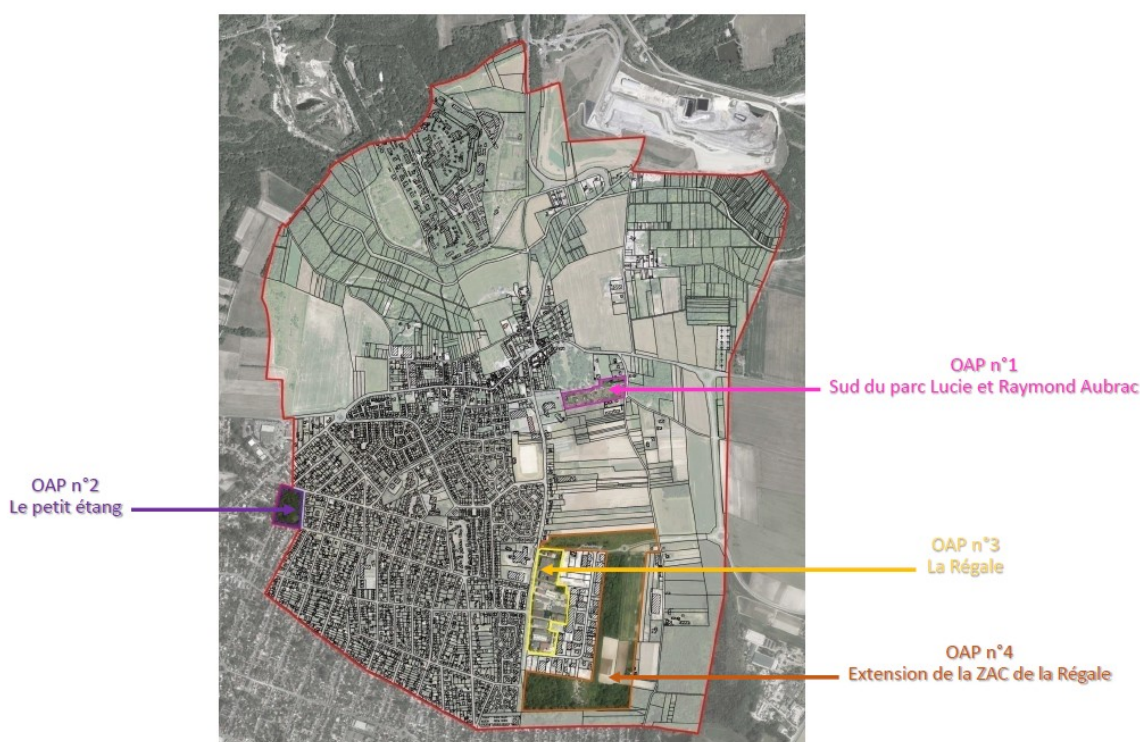 OAP n°1
Sud du parc Lucie et Raymond Aubrac
OAP n°2
Le petit étang
OAP n°3
La Régale
OAP n°4
Extension de la ZAC de la Régale